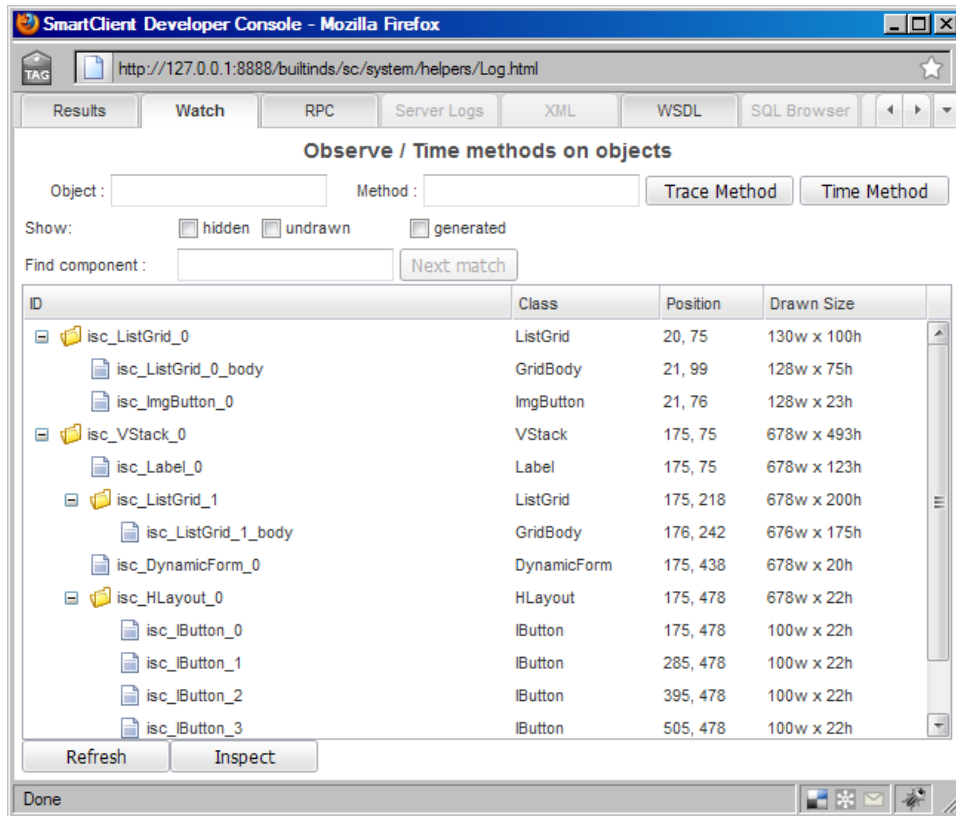 SmartClient Developer Console - Mozilla Firefox
TAG http://127.0.0.1:8888/builtinds/sc/system/helpers/Log.html
Results Watch RPC Server Logs XML WSDL SQL Browser
Observe / Time methods on objects
Object : Method : Trace Method Time Method
Show: hidden undrawn generated
Find component : Next match
ID Class Position Drawn Size
isc_ListGrid_0 ListGrid 20, 75 130w x 100h
isc_ListGrid_0_body GridBody 21, 99 128w x 75h
isc_ImgButton_0 ImgButton 21, 76 128w x 23h
isc_VStack_0 VStack 175, 75 678w x 493h
isc_Label_0 Label 175, 75 678w x 123h
isc_ListGrid_1 ListGrid 175, 218 678w x 200h
isc_ListGrid_1_body GridBody 176, 242 676w x 175h
isc_DynamicForm_0 DynamicForm 175, 438 678w x 20h
isc_HLayout_0 HLayout 175, 478 678w x 22h
isc_IButton_0 IButton 175, 478 100w x 22h
isc_IButton_1 IButton 285, 478 100w x 22h
isc_IButton_2 IButton 395, 478 100w x 22h
isc_IButton_3 IButton 505, 478 100w x 22h
Refresh Inspect
Done